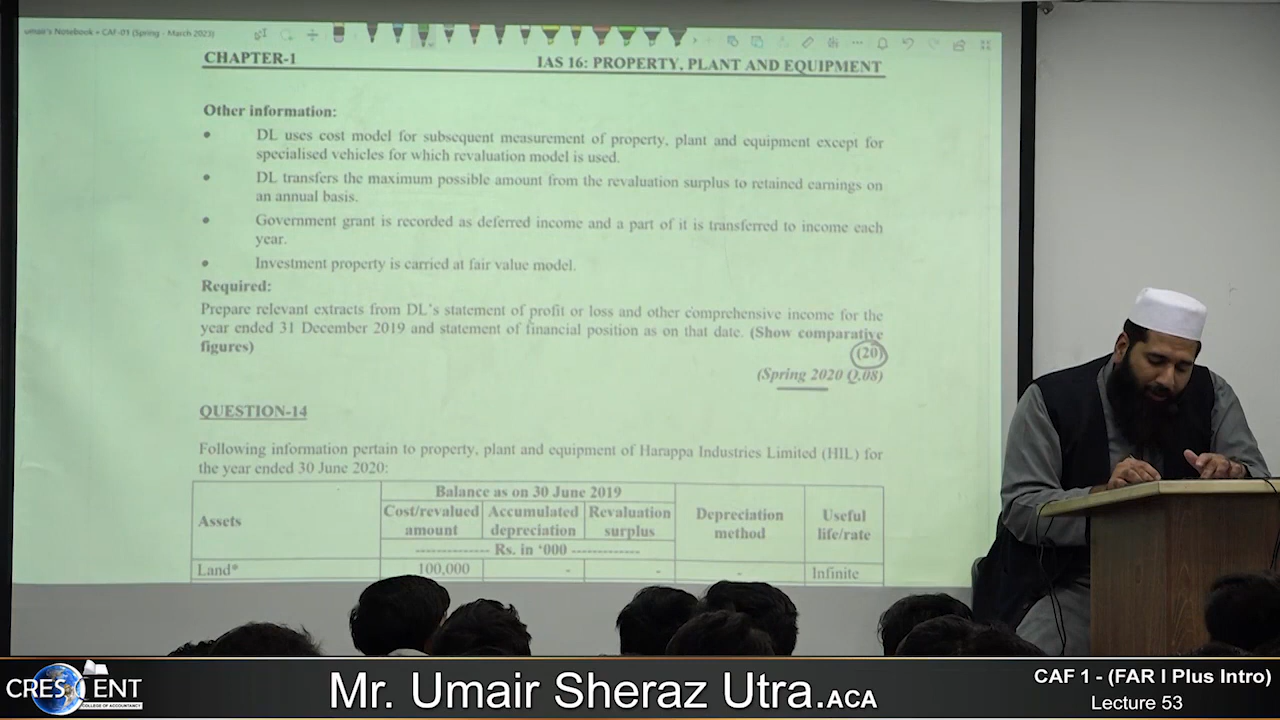 umair's Notebook • CAF-01 (Spring - March 2023)
CHAPTER-1
IAS 16: PROPERTY, PLANT AND EQUIPMENT
Other information:
• DL uses cost model for subsequent measurement of property, plant and equipment except for
specialised vehicles for which revaluation model is used.
• DL transfers the maximum possible amount from the revaluation surplus to retained earnings on
an annual basis.
• Government grant is recorded as deferred income and a part of it is transferred to income each
year.
• Investment property is carried at fair value model.
Required:
Prepare relevant extracts from DL's statement of profit or loss and other comprehensive income for the
year ended 31 December 2019 and statement of financial position as on that date. (Show comparative
figures)
(20)
(Spring 2020 Q.08)
QUESTION-14
Following information pertain to property, plant and equipment of Harappa Industries Limited (HIL) for
the year ended 30 June 2020:
Assets
Balance as on 30 June 2019
Cost/revalued amount
Accumulated depreciation
Revaluation surplus
Depreciation method
Useful life/rate
-------------- Rs. in '000 -------------
Land* 100,000 - - - Infinite
CRESCENT
COLLEGE OF ACCOUNTANCY
Mr. Umair Sheraz Utra.ACA
CAF 1 - (FAR I Plus Intro)
Lecture 53